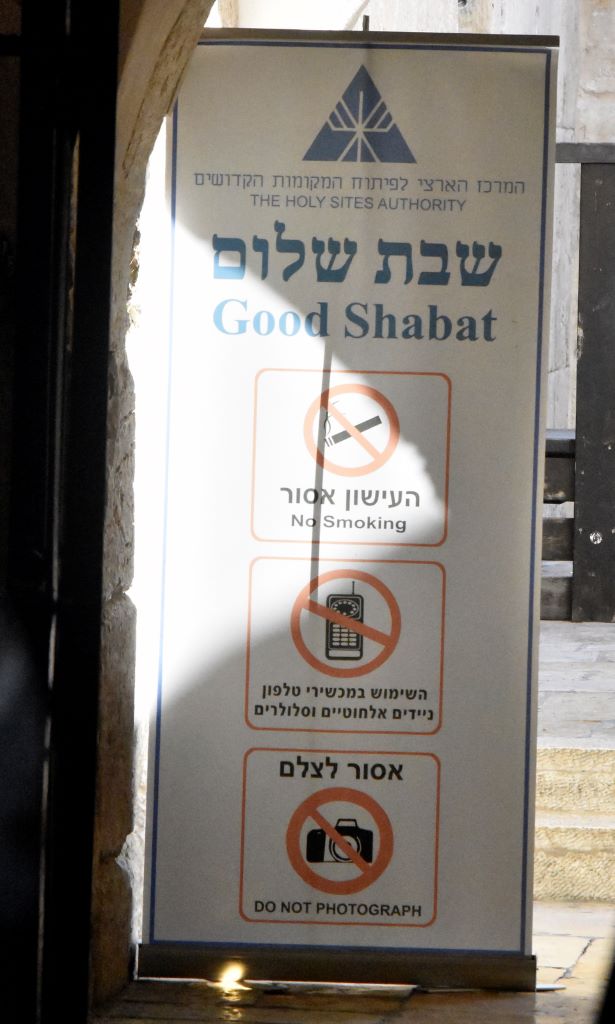 המרכז הארצי לפיתוח המקומות הקדושים
THE HOLY SITES AUTHORITY
שבת שלום
Good Shabat
העישון אסור
No Smoking
השימוש במכשירי טלפון
ניידים אלחוטיים וסלולרים
אסור לצלם
DO NOT PHOTOGRAPH